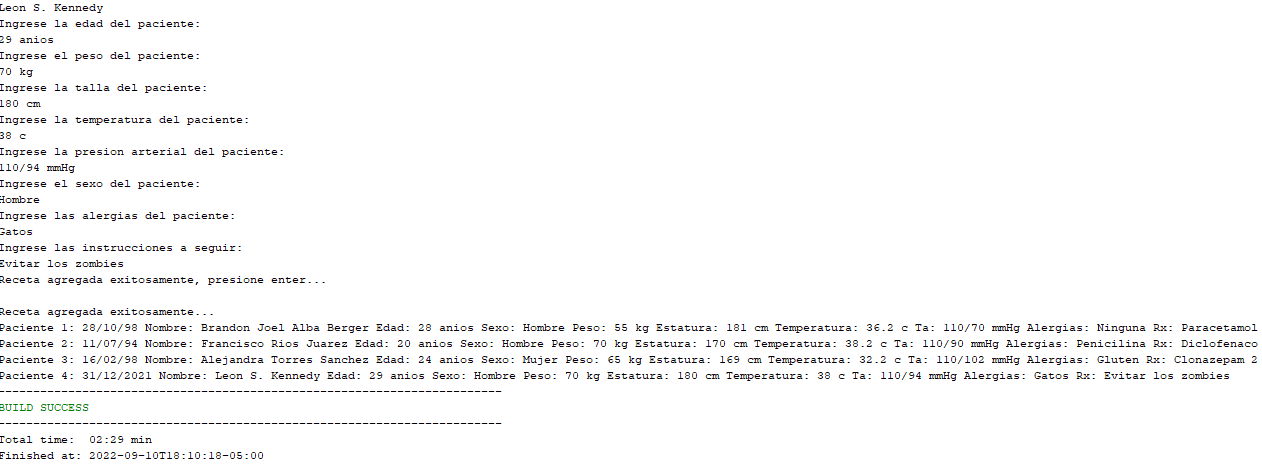 Leon S. Kennedy
Ingrese la edad del paciente:
29 anios
Ingrese el peso del paciente:
70 kg
Ingrese la talla del paciente:
180 cm
Ingrese la temperatura del paciente:
38 c
Ingrese la presion arterial del paciente:
110/94 mmHg
Ingrese el sexo del paciente:
Hombre
Ingrese las alergias del paciente:
Gatos
Ingrese las instrucciones a seguir:
Evitar los zombies
Receta agregada exitosamente, presione enter...
Receta agregada exitosamente...
Paciente 1: 28/10/98 Nombre: Brandon Joel Alba Berger Edad: 28 anios Sexo: Hombre Peso: 55 kg Estatura: 181 cm Temperatura: 36.2 c Ta: 110/70 mmHg Alergias: Ninguna Rx: Paracetamol
Paciente 2: 11/07/94 Nombre: Francisco Rios Juarez Edad: 20 anios Sexo: Hombre Peso: 70 kg Estatura: 170 cm Temperatura: 38.2 c Ta: 110/90 mmHg Alergias: Penicilina Rx: Diclofenaco
Paciente 3: 16/02/98 Nombre: Alejandra Torres Sanchez Edad: 24 anios Sexo: Mujer Peso: 65 kg Estatura: 169 cm Temperatura: 32.2 c Ta: 110/102 mmHg Alergias: Gluten Rx: Clonazepam 2
Paciente 4: 31/12/2021 Nombre: Leon S. Kennedy Edad: 29 anios Sexo: Hombre Peso: 70 kg Estatura: 180 cm Temperatura: 38 c Ta: 110/94 mmHg Alergias: Gatos Rx: Evitar los zombies
------------------------------------------------------------------------
BUILD SUCCESS
------------------------------------------------------------------------
Total time:  02:29 min
Finished at: 2022-09-10T18:10:18-05:00